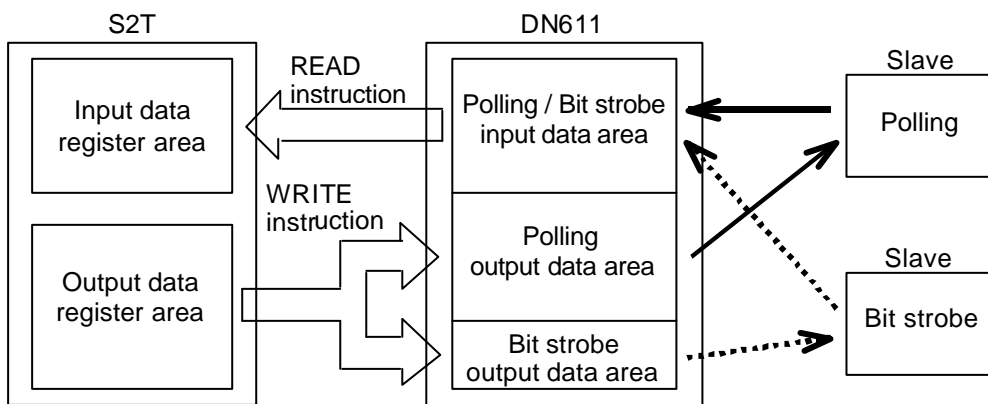 S2T
DN611
READ
instruction
Slave
Input data
register area
Polling / Bit strobe
input data area
Polling
WRITE
instruction
Polling
output data area
Output data
register area
Slave
Bit strobe
Bit strobe
output data area